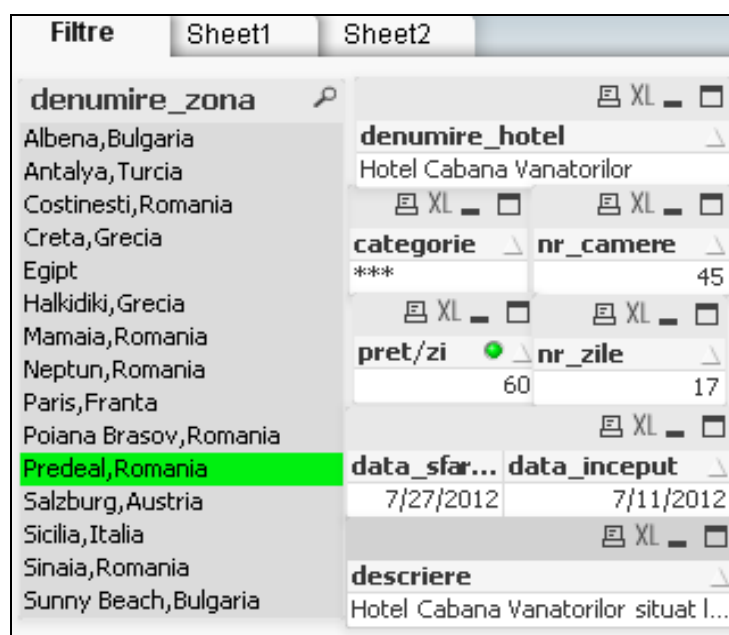 Filtre Sheet1 Sheet2
denumire_zona
Albena,Bulgaria
Antalya,Turcia
Costinesti,Romania
Creta,Grecia
Egipt
Halkidiki,Grecia
Mamaia,Romania
Neptun,Romania
Paris,Franta
Poiana Brasov,Romania
Predeal,Romania
Salzburg,Austria
Sicilia,Italia
Sinaia,Romania
Sunny Beach,Bulgaria
XL
denumire_hotel
Hotel Cabana Vanatorilor
XL XL
categorie nr_camere
*** 45
XL XL
pret/zi nr_zile
60 17
XL
data_sfar... data_inceput
7/27/2012 7/11/2012
XL
descriere
Hotel Cabana Vanatorilor situat l...